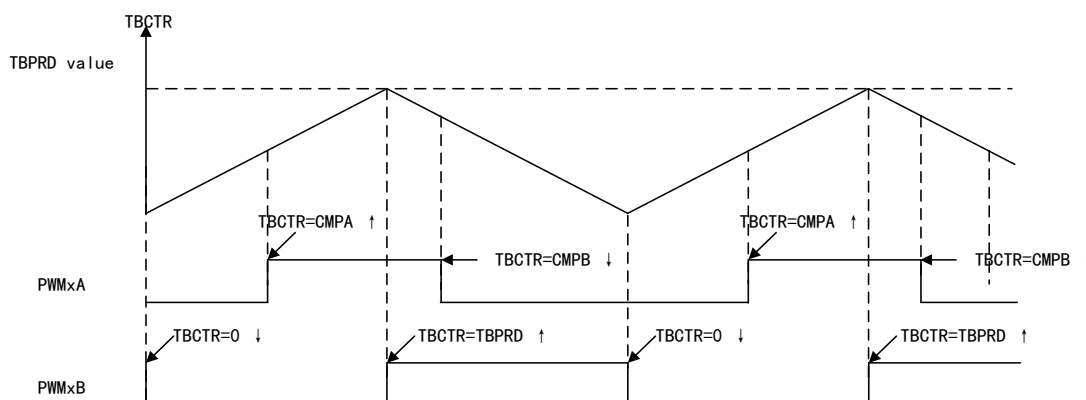 TBCTR
TBPRD value
TBCTR=CMPA ↑
TBCTR=CMPA ↑
TBCTR=CMPB ↓
TBCTR=CMPB
PWMxA
TBCTR=0 ↓
TBCTR=TBPRD ↑
TBCTR=0 ↓
TBCTR=TBPRD ↑
PWMxB